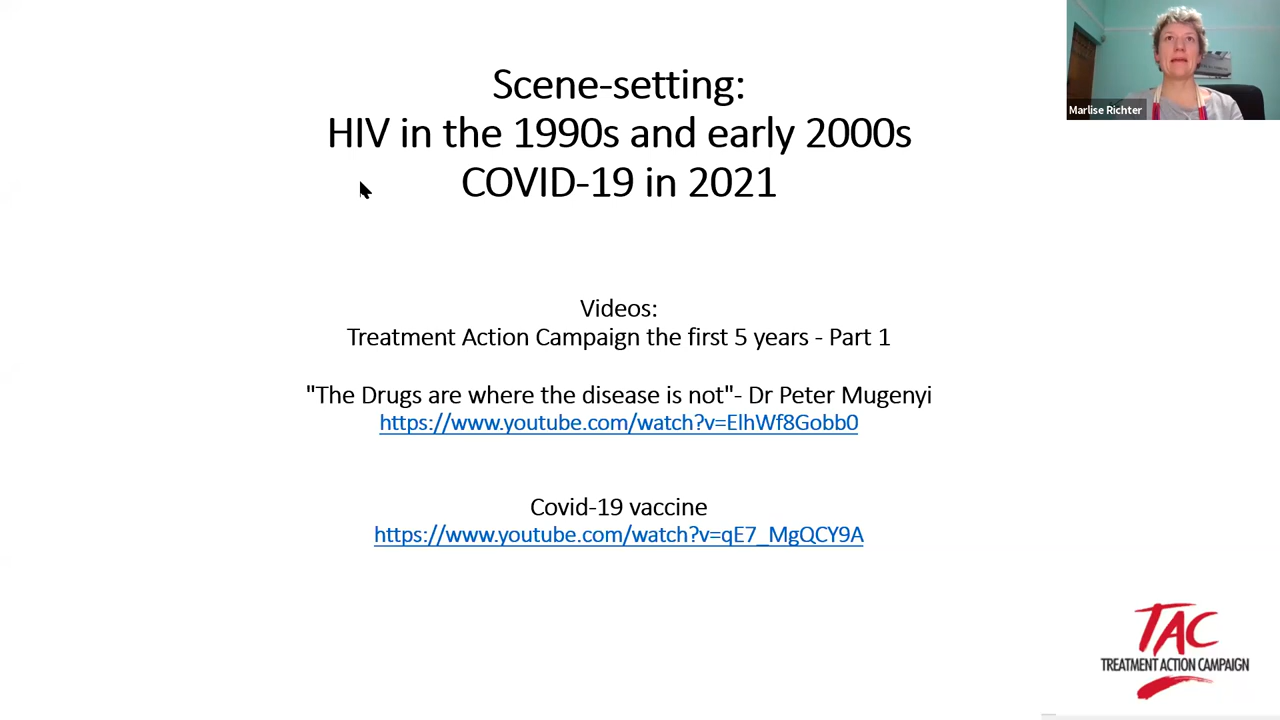 Scene-setting:
HIV in the 1990s and early 2000s
COVID-19 in 2021
Marlise Richter
Videos:
Treatment Action Campaign the first 5 years - Part 1
"The Drugs are where the disease is not"- Dr Peter Mugenyi
https://www.youtube.com/watch?v=ElhWf8Gobb0
Covid-19 vaccine
https://www.youtube.com/watch?v=qE7_MgQCY9A
TAC
TREATMENT ACTION CAMPAIGN